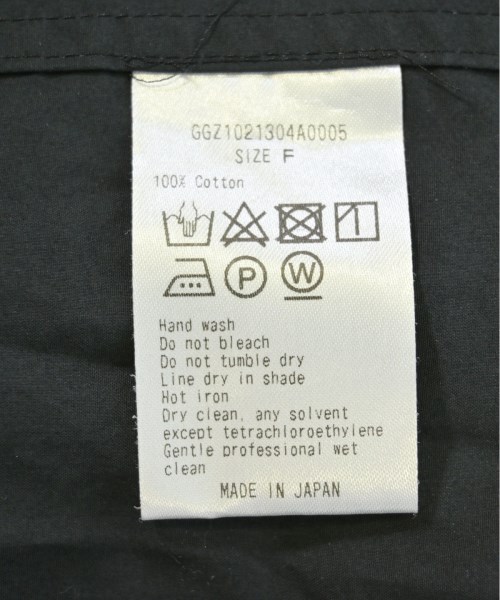 GGZ1021304A0005
SIZE F
100% Cotton
P W
Hand wash
Do not bleach
Do not tumble dry
Line dry in shade
Hot iron
Dry clean, any solvent
except tetrachloroethylene
Gentle professional wet
clean
MADE IN JAPAN